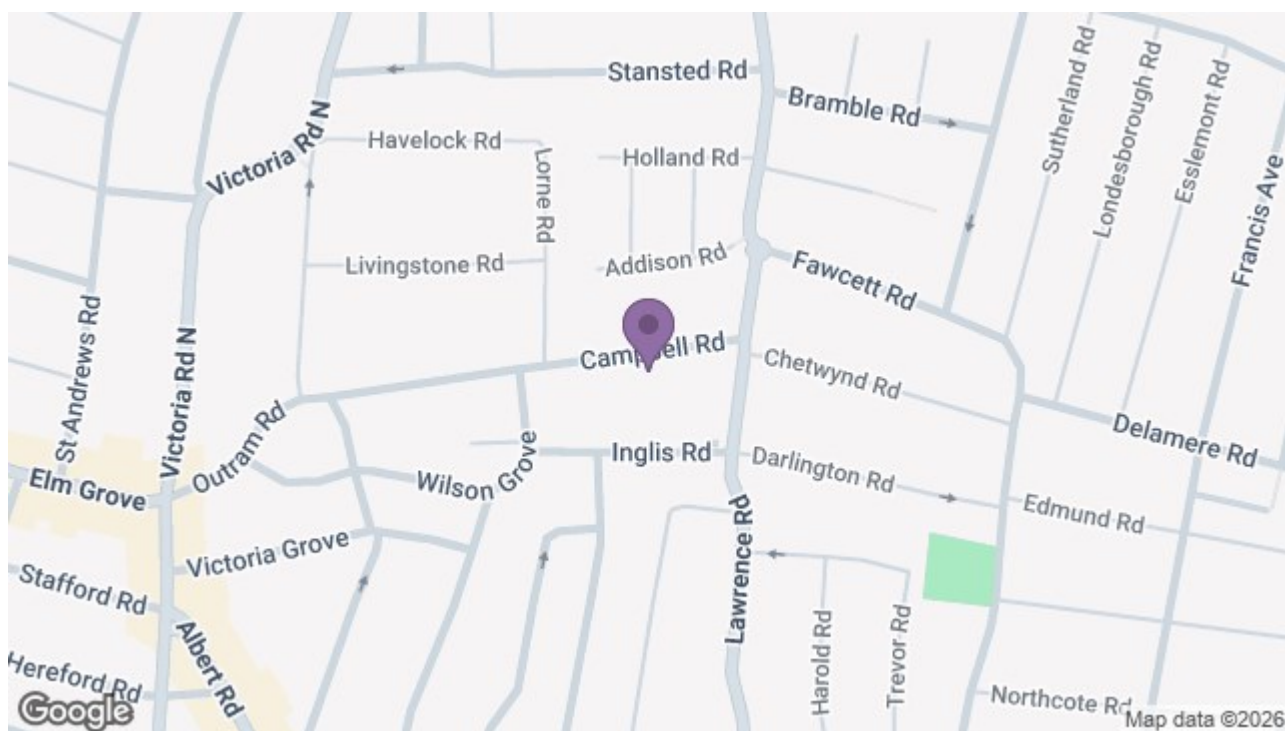 Stansted Rd
Bramble Rd
Sutherland Rd
Londesborough Rd
Esslemont Rd
Francis Ave
Victoria Rd N
Havelock Rd
Lorne Rd
Holland Rd
Livingstone Rd
Addison Rd
Fawcett Rd
St Andrews Rd
Victoria Rd N
Campbell Rd
Chetwynd Rd
Outram Rd
Delamere Rd
Elm Grove
Wilson Grove
Inglis Rd
Darlington Rd
Edmund Rd
Victoria Grove
Lawrence Rd
Stafford Rd
Albert Rd
Harold Rd
Trevor Rd
Hereford Rd
Northcote Rd
Google
Map data ©2026